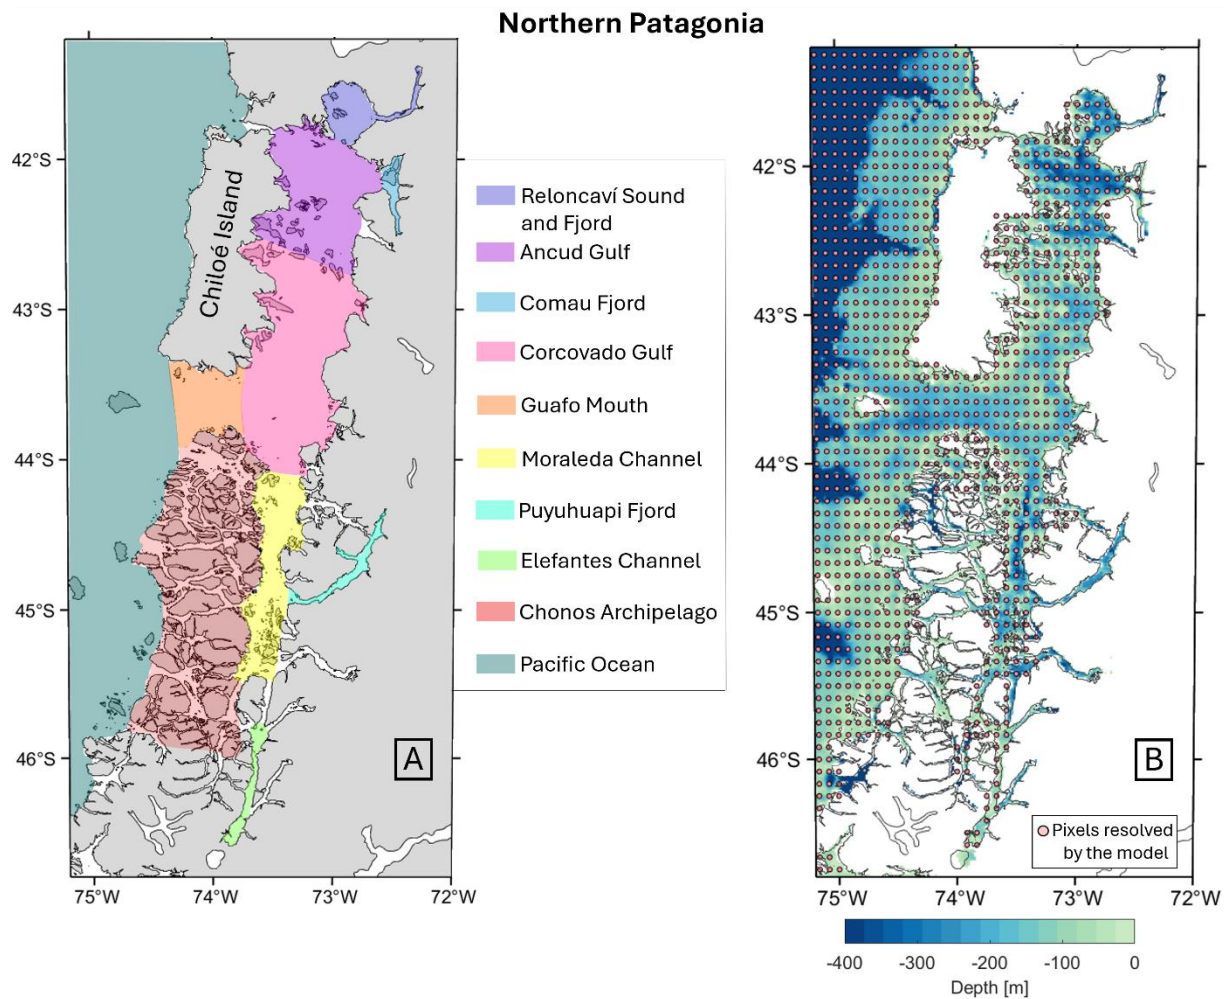 Northern Patagonia
42°S
43°S
44°S
45°S
46°S
75°W
74°W
73°W
72°W
Chiloé Island
A
Reloncaví Sound
and Fjord
Ancud Gulf
Comau Fjord
Corcovado Gulf
Guafo Mouth
Moraleda Channel
Puyuhuapi Fjord
Elefantes Channel
Chonos Archipelago
Pacific Ocean
42°S
43°S
44°S
45°S
46°S
75°W
74°W
73°W
72°W
B
Pixels resolved
by the model
-400
-300
-200
-100
0
Depth [m]